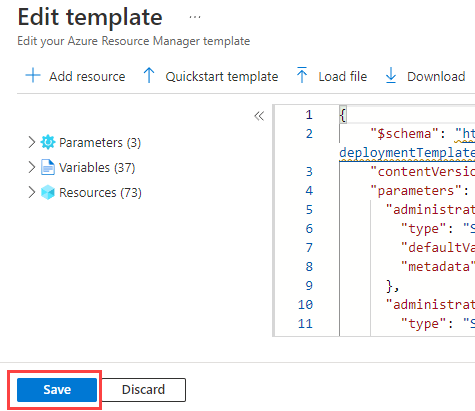 Edit template ...
Edit your Azure Resource Manager template
Add resource Quickstart template Load file Download
Parameters (3)
Variables (37)
Resources (73)
1 {
2 "$schema": "ht
deploymentTemplate
3 "contentVersio
4 "parameters":
5 "administrat
6 "type": "S
7 "defaultVa
8 "metadata"
9 },
10 "administrat
11 "type": "S
Save Discard